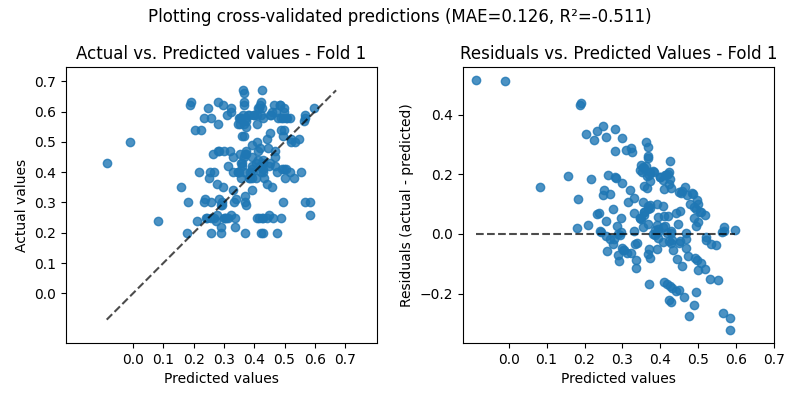 Plotting cross-validated predictions (MAE=0.126, R²=-0.511)
Actual vs. Predicted values - Fold 1
Actual values
0.7
0.6
0.5
0.4
0.3
0.2
0.1
0.0
0.0 0.1 0.2 0.3 0.4 0.5 0.6 0.7
Predicted values
Residuals vs. Predicted Values - Fold 1
Residuals (actual - predicted)
0.4
0.2
0.0
−0.2
0.0 0.1 0.2 0.3 0.4 0.5 0.6 0.7
Predicted values